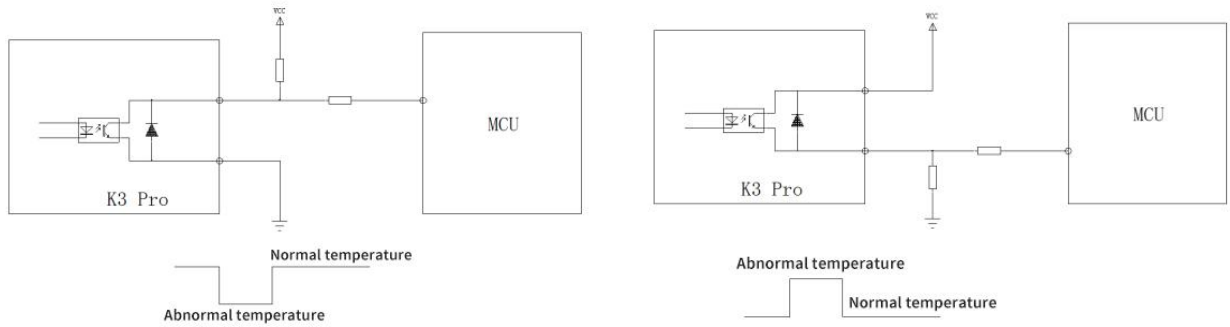 VCC
MCU
K3 Pro
Normal temperature
Abnormal temperature
VCC
MCU
K3 Pro
Abnormal temperature
Normal temperature